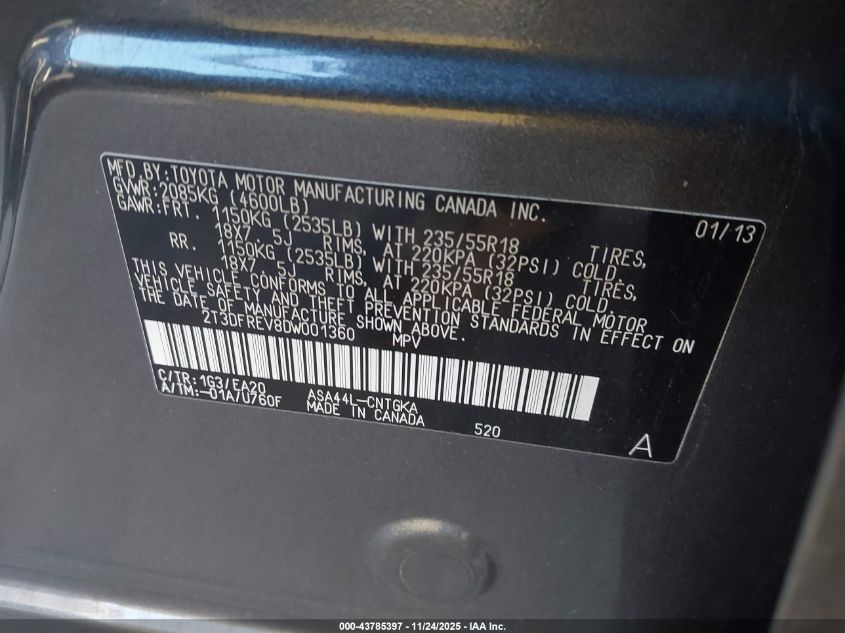 MFD.BY:TOYOTA MOTOR MANUFACTURING CANADA INC.
GVWR:2085KG (4600LB) 01/13
GAWR:FRT. 1150KG (2535LB) WITH 235/55R18 TIRES,
18X7 5J RIMS, AT 220KPA (32PSI) COLD.
RR. 1150KG (2535LB) WITH 235/55R18 TIRES,
18X7 5J RIMS, AT 220KPA (32PSI) COLD.
THIS VEHICLE CONFORMS TO ALL APPLICABLE FEDERAL MOTOR
VEHICLE SAFETY AND THEFT PREVENTION STANDARDS IN EFFECT ON
THE DATE OF MANUFACTURE SHOWN ABOVE.
2T3DFREV8DW001360 MPV
C/TR:1G3/EA20 ASA44L-CNTGKA
A/TM:-01A/U760F MADE IN CANADA
520
A
000-43785397 - 11/24/2025 - IAA Inc.